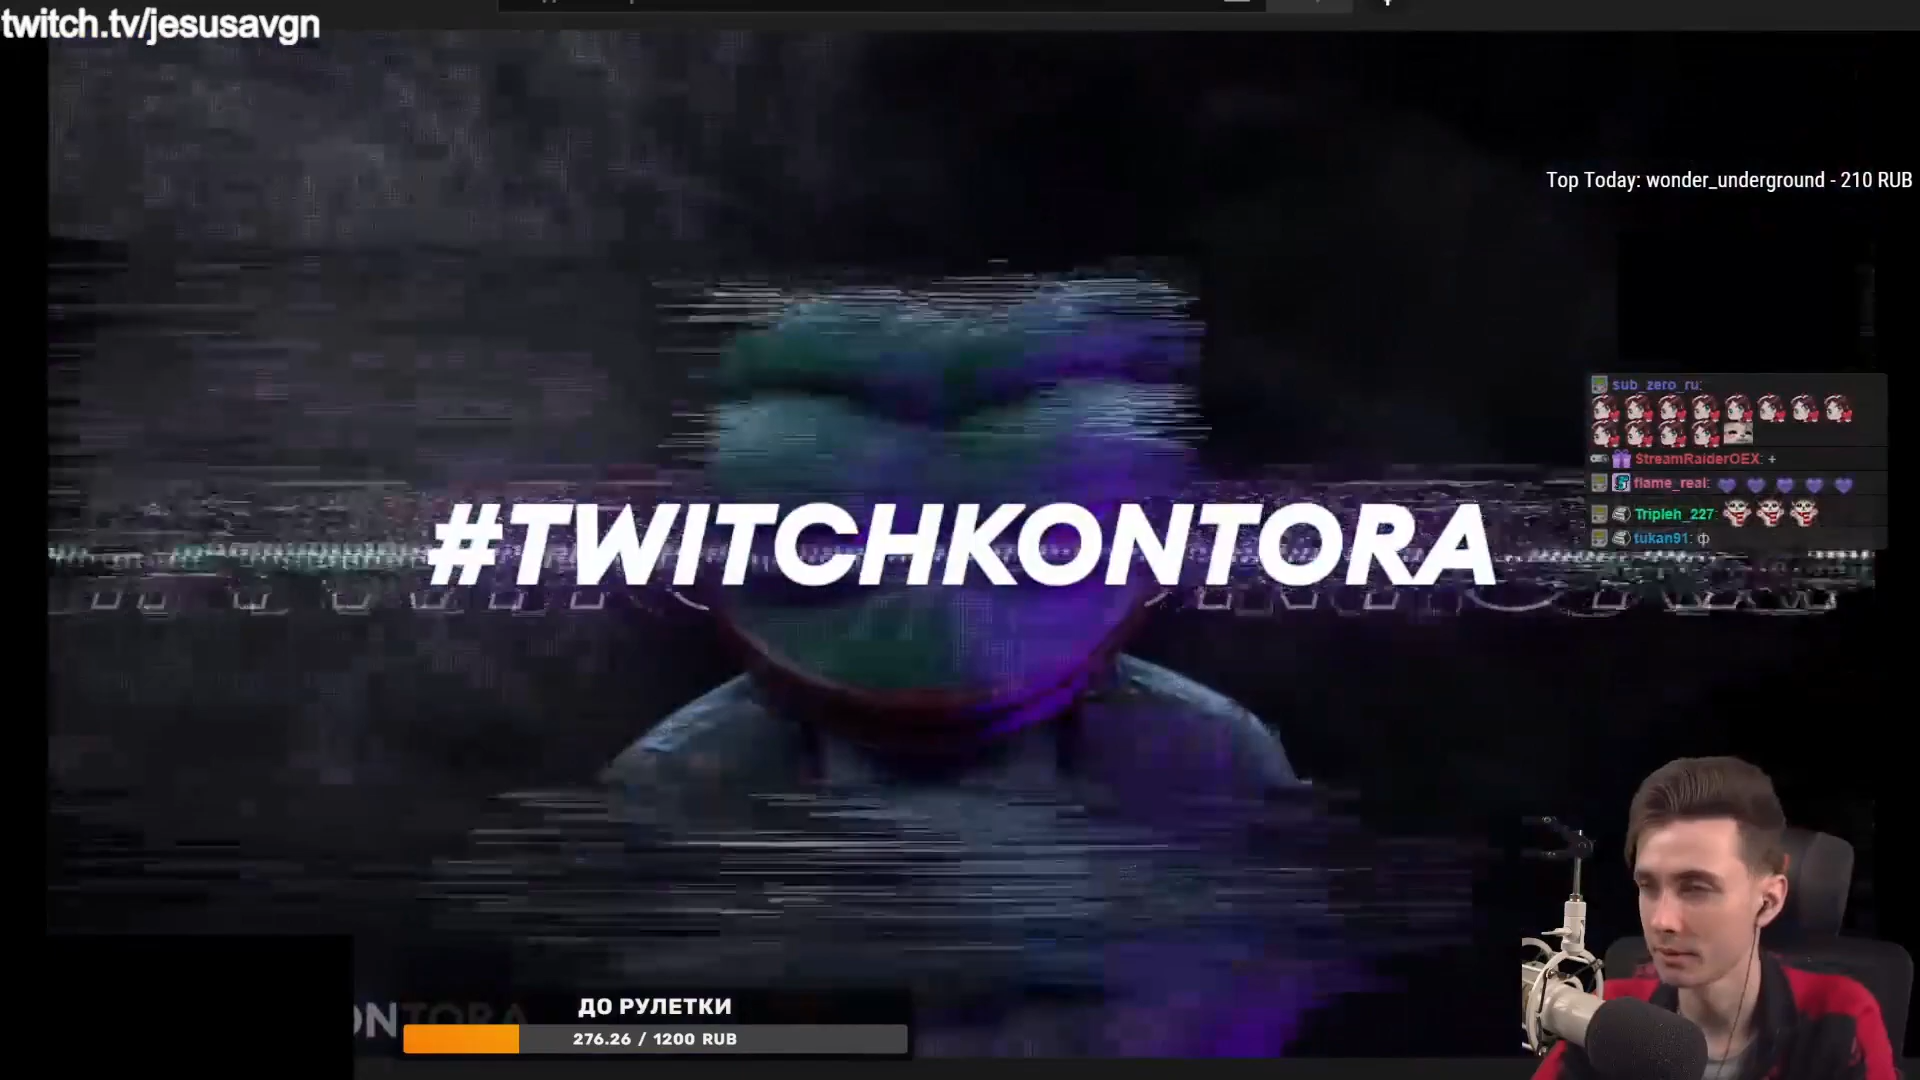 twitch.tv/jesusavgn
Top Today: wonder_underground - 210 RUB
sub_zero_ru:
StreamRaiderOEX: +
flame_real:
#TWITCHKONTORA
Tripleh_227:
tukan91: ф
ONTORA
ДО РУЛЕТКИ
276.26 / 1200 RUB